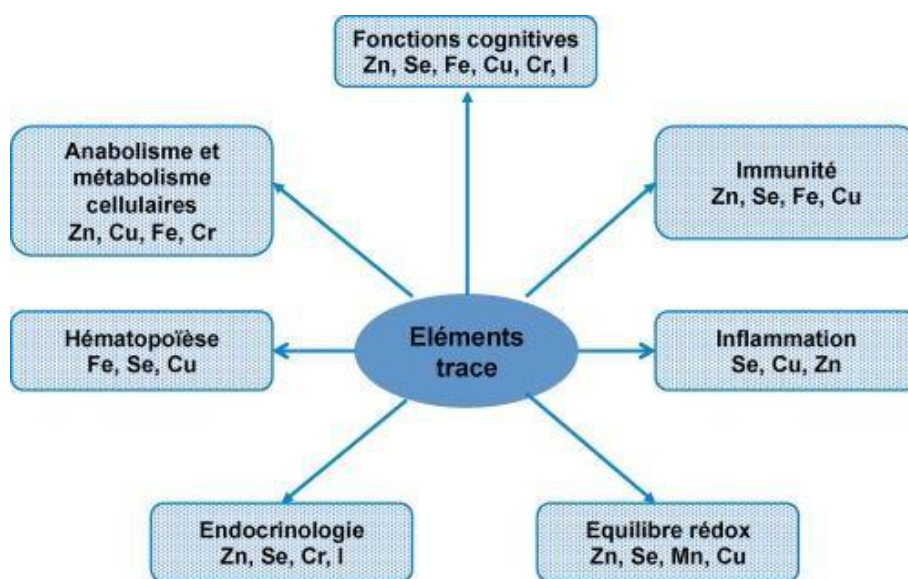 Fonctions cognitives
Zn, Se, Fe, Cu, Cr, I
Anabolisme et
métabolisme
cellulaires
Zn, Cu, Fe, Cr
Immunité
Zn, Se, Fe, Cu
Hématopoïèse
Fe, Se, Cu
Eléments
trace
Inflammation
Se, Cu, Zn
Endocrinologie
Zn, Se, Cr, I
Equilibre rédox
Zn, Se, Mn, Cu